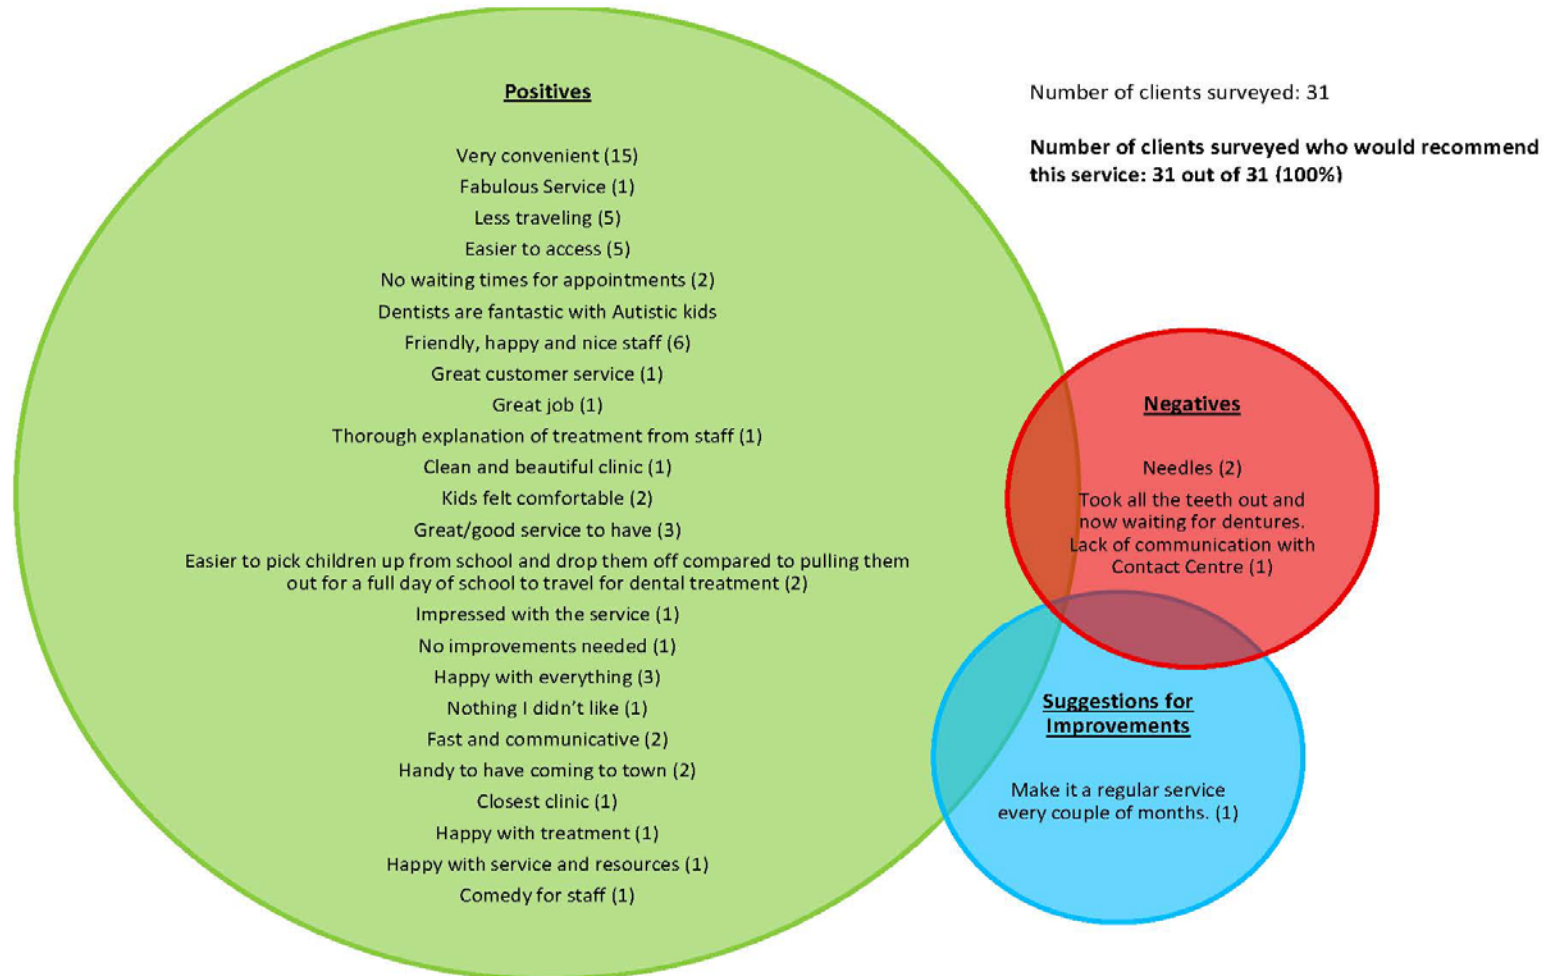 Positives
Very convenient (15)
Fabulous Service (1)
Less traveling (5)
Easier to access (5)
No waiting times for appointments (2)
Dentists are fantastic with Autistic kids
Friendly, happy and nice staff (6)
Great customer service (1)
Great job (1)
Thorough explanation of treatment from staff (1)
Clean and beautiful clinic (1)
Kids felt comfortable (2)
Great/good service to have (3)
Easier to pick children up from school and drop them off compared to pulling them
out for a full day of school to travel for dental treatment (2)
Impressed with the service (1)
No improvements needed (1)
Happy with everything (3)
Nothing I didn't like (1)
Fast and communicative (2)
Handy to have coming to town (2)
Closest clinic (1)
Happy with treatment (1)
Happy with service and resources (1)
Comedy for staff (1)
Number of clients surveyed: 31
Number of clients surveyed who would recommend
this service: 31 out of 31 (100%)
Negatives
Needles (2)
Took all the teeth out and
now waiting for dentures.
Lack of communication with
Contact Centre (1)
Suggestions for
Improvements
Make it a regular service
every couple of months. (1)